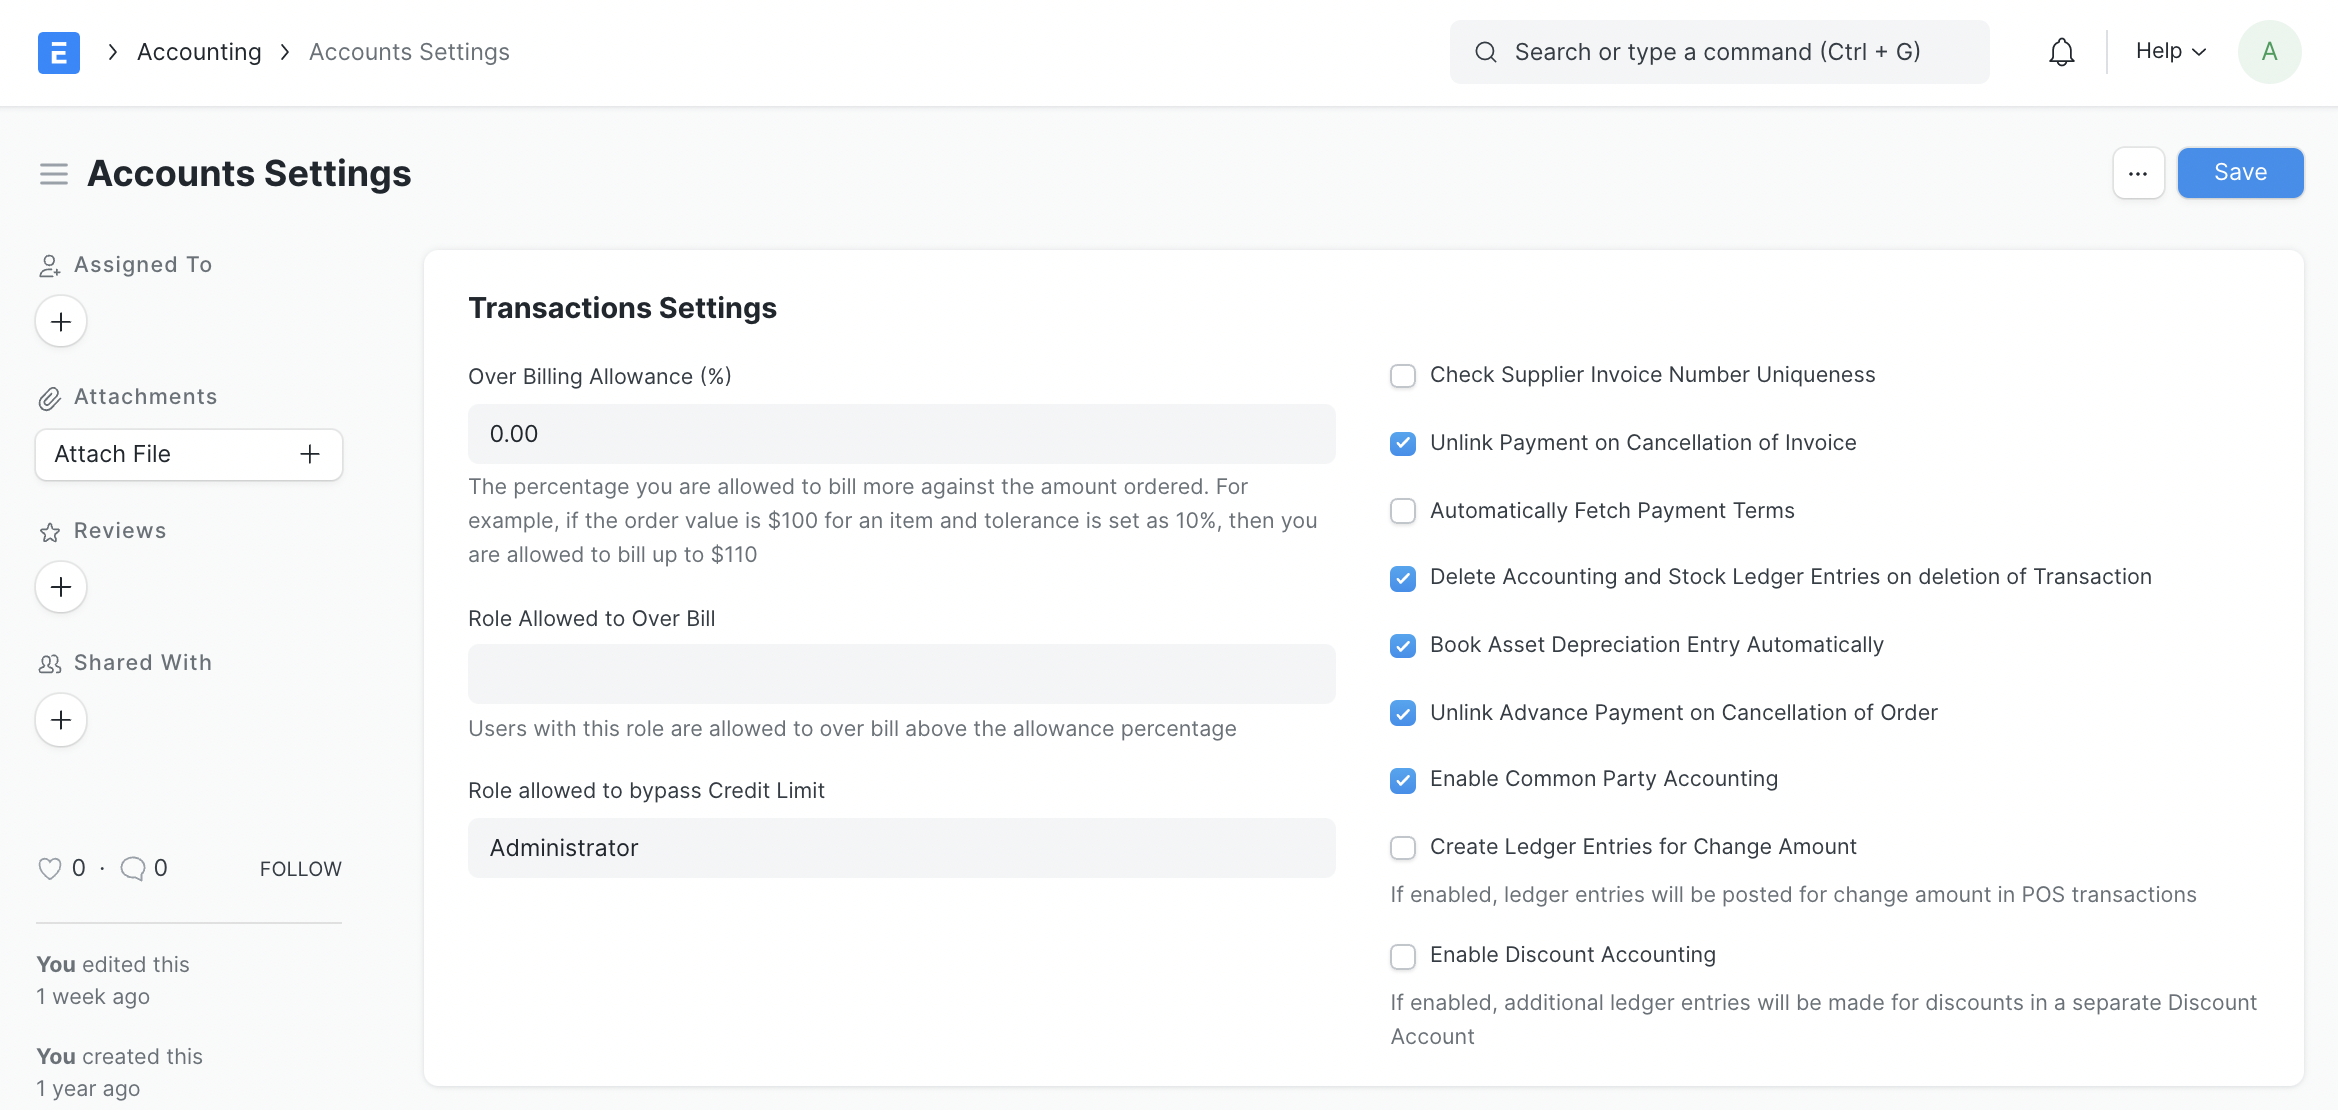 E
Accounting
Accounts Settings
Search or type a command (Ctrl + G)
Help
A
Accounts Settings
...
Save
Assigned To
Attachments
Attach File
Reviews
Shared With
0 · 0
FOLLOW
You edited this
1 week ago
You created this
1 year ago
Transactions Settings
Over Billing Allowance (%)
0.00
The percentage you are allowed to bill more against the amount ordered. For
example, if the order value is $100 for an item and tolerance is set as 10%, then you
are allowed to bill up to $110
Role Allowed to Over Bill
Users with this role are allowed to over bill above the allowance percentage
Role allowed to bypass Credit Limit
Administrator
Check Supplier Invoice Number Uniqueness
Unlink Payment on Cancellation of Invoice
Automatically Fetch Payment Terms
Delete Accounting and Stock Ledger Entries on deletion of Transaction
Book Asset Depreciation Entry Automatically
Unlink Advance Payment on Cancellation of Order
Enable Common Party Accounting
Create Ledger Entries for Change Amount
If enabled, ledger entries will be posted for change amount in POS transactions
Enable Discount Accounting
If enabled, additional ledger entries will be made for discounts in a separate Discount
Account